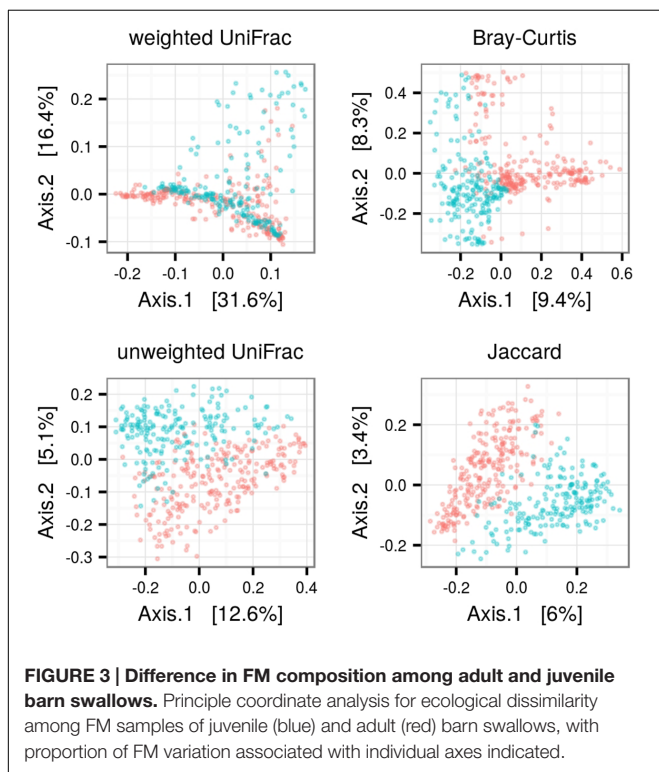 weighted UniFrac
Axis.2 [16.4%]
0.2
0.1
0.0
-0.1
-0.2 -0.1 0.0 0.1
Axis.1 [31.6%]
Bray-Curtis
Axis.2 [8.3%]
0.4
0.2
0.0
-0.2
-0.2 0.0 0.2 0.4 0.6
Axis.1 [9.4%]
unweighted UniFrac
Axis.2 [5.1%]
0.2
0.1
0.0
-0.1
-0.2
-0.3
-0.2 0.0 0.2 0.4
Axis.1 [12.6%]
Jaccard
Axis.2 [3.4%]
0.2
0.0
-0.2
-0.2 0.0 0.2
Axis.1 [6%]
FIGURE 3 | Difference in FM composition among adult and juvenile
barn swallows. Principle coordinate analysis for ecological dissimilarity
among FM samples of juvenile (blue) and adult (red) barn swallows, with
proportion of FM variation associated with individual axes indicated.